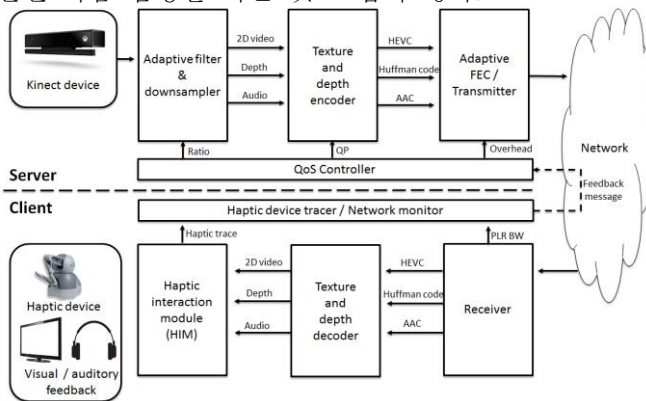 Kinect device
Adaptive filter
&
downsampler
2D video
Depth
Audio
Texture
and
depth
encoder
HEVC
Huffman code
AAC
Adaptive
FEC /
Transmitter
Network
Ratio
QP
Overhead
Server
QoS Controller
Feedback
message
Client
Haptic device tracer / Network monitor
Haptic trace
PLR BW
Haptic device
Visual / auditory
feedback
Haptic
interaction
module
(HIM)
2D video
Depth
Audio
Texture
and
depth
decoder
HEVC
Huffman code
AAC
Receiver